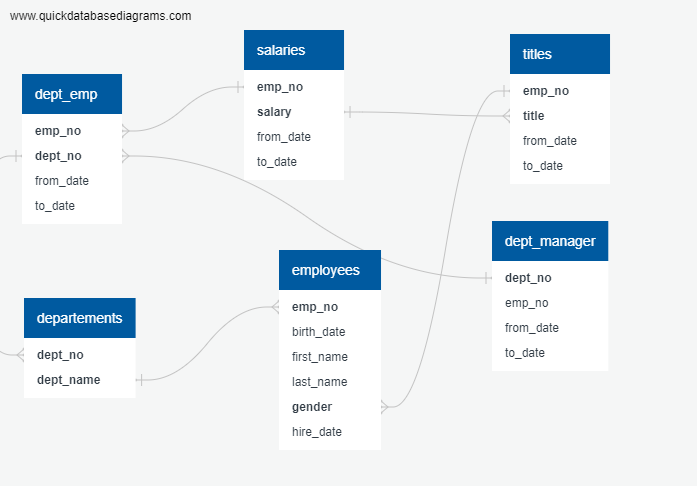 www.quickdatabasediagrams.com
salaries
emp_no
salary
from_date
to_date
titles
emp_no
title
from_date
to_date
dept_emp
emp_no
dept_no
from_date
to_date
dept_manager
dept_no
emp_no
from_date
to_date
employees
emp_no
birth_date
first_name
last_name
gender
hire_date
departements
dept_no
dept_name